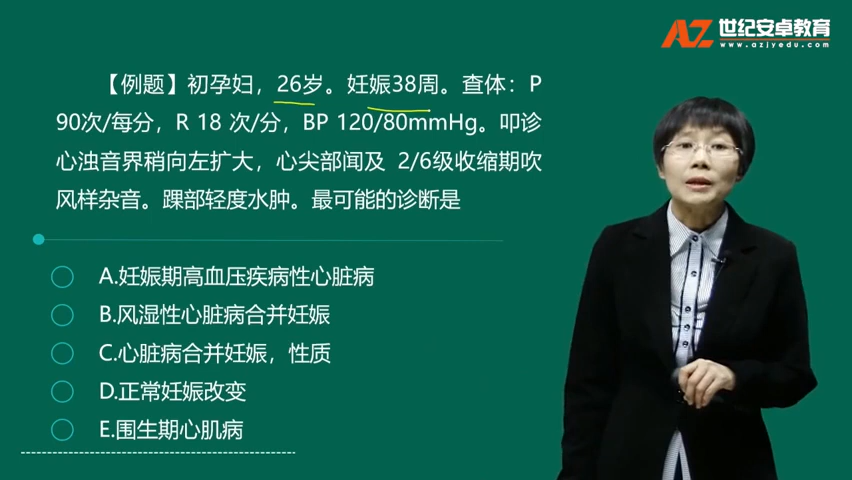 AZ 世纪安卓教育
www.azjyedu.com
【例题】初孕妇，26岁。妊娠38周。查体：P
90次/每分，R 18 次/分，BP 120/80mmHg。叩诊
心浊音界稍向左扩大，心尖部闻及 2/6级收缩期吹
风样杂音。踝部轻度水肿。最可能的诊断是
A.妊娠期高血压疾病性心脏病
B.风湿性心脏病合并妊娠
C.心脏病合并妊娠，性质
D.正常妊娠改变
E.围生期心肌病